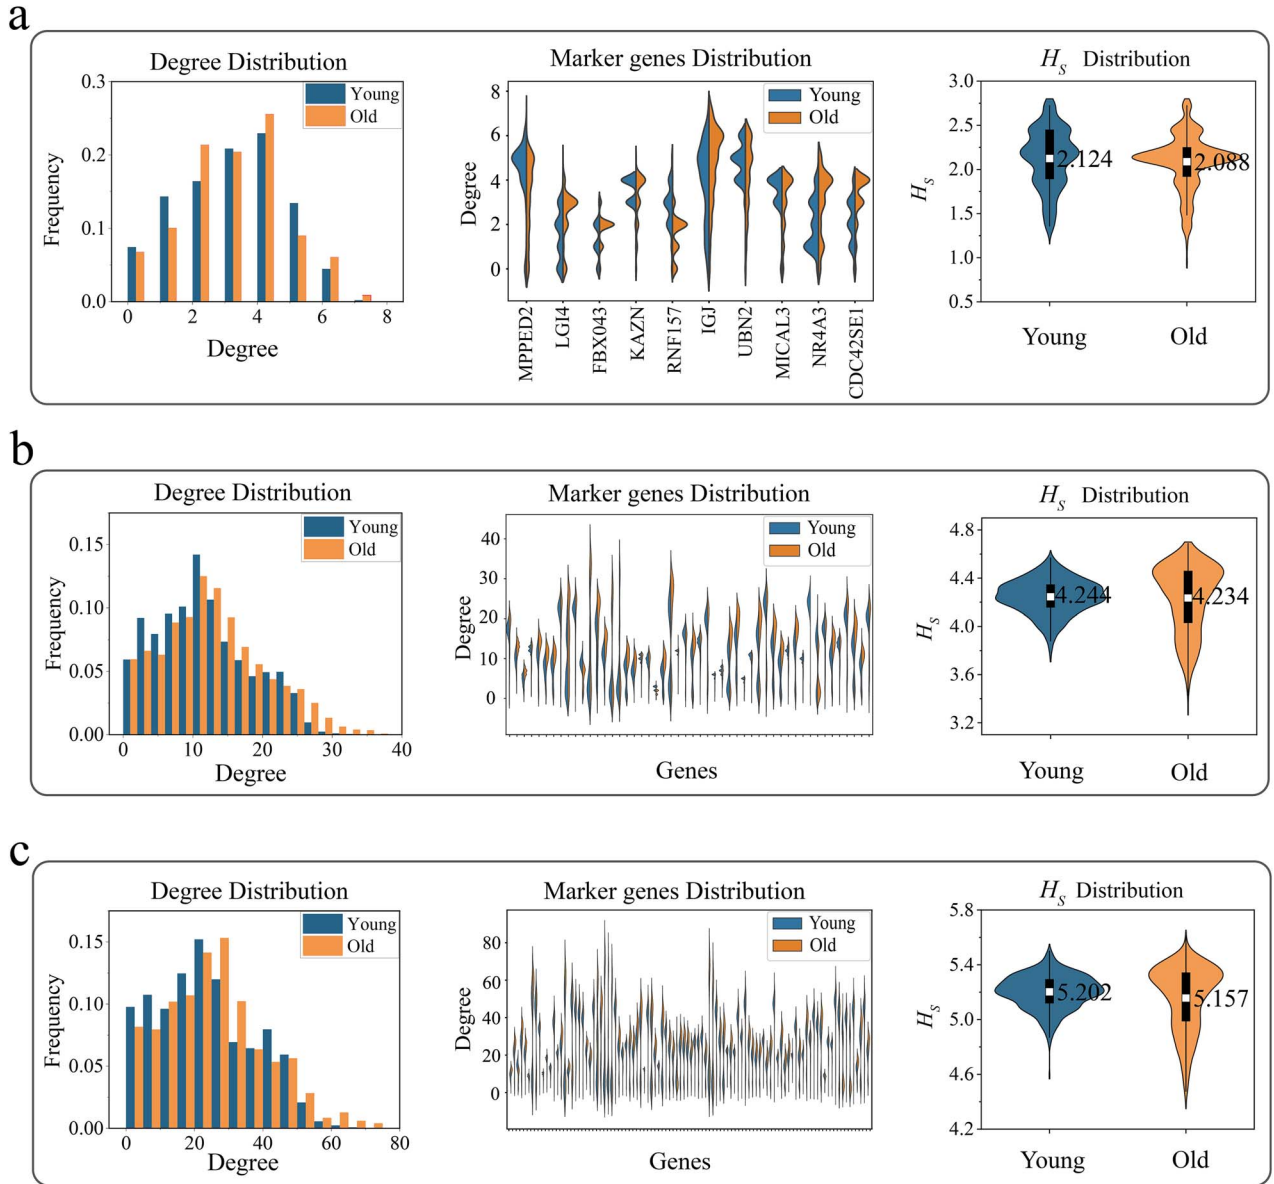 a
Degree Distribution
Young
Old
0.3
0.2
0.1
0.0
Frequency
0 2 4 6 8
Degree
Marker genes Distribution
Young
Old
8
6
4
2
0
Degree
MPPED2
LGI4
FBX043
KAZN
RNF157
IGJ
UBN2
MICAL3
NR4A3
CDC42SE1
H_S Distribution
3.0
2.5
2.0
1.5
1.0
0.5
H_S
2.124
2.088
Young Old
b
Degree Distribution
Young
Old
0.15
0.10
0.05
0.00
Frequency
0 10 20 30 40
Degree
Marker genes Distribution
Young
Old
40
30
20
10
0
Degree
Genes
H_S Distribution
4.8
4.4
4.0
3.6
3.2
H_S
4.244
4.234
Young Old
c
Degree Distribution
Young
Old
0.15
0.10
0.05
0.00
Frequency
0 20 40 60 80
Degree
Marker genes Distribution
Young
Old
80
60
40
20
0
Degree
Genes
H_S Distribution
5.8
5.4
5.0
4.6
4.2
H_S
5.202
5.157
Young Old